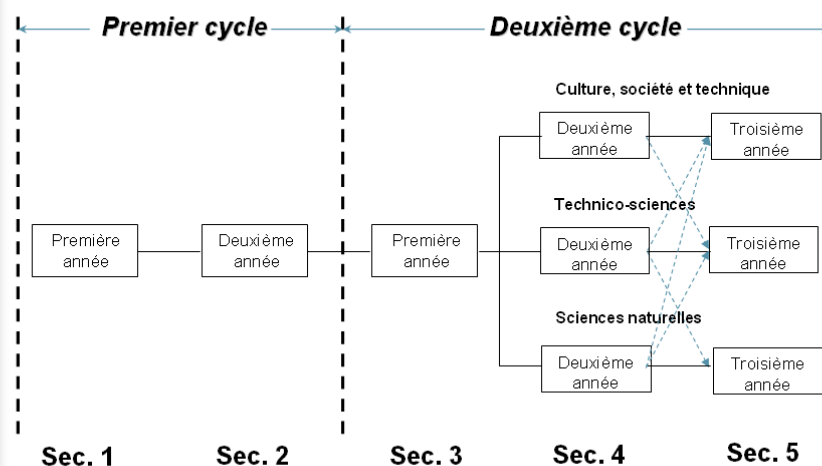 Premier cycle
Deuxième cycle
Culture, société et technique
Deuxième
année
Troisième
année
Technico-sciences
Première
année
Deuxième
année
Première
année
Deuxième
année
Troisième
année
Sciences naturelles
Deuxième
année
Troisième
année
Sec. 1
Sec. 2
Sec. 3
Sec. 4
Sec. 5